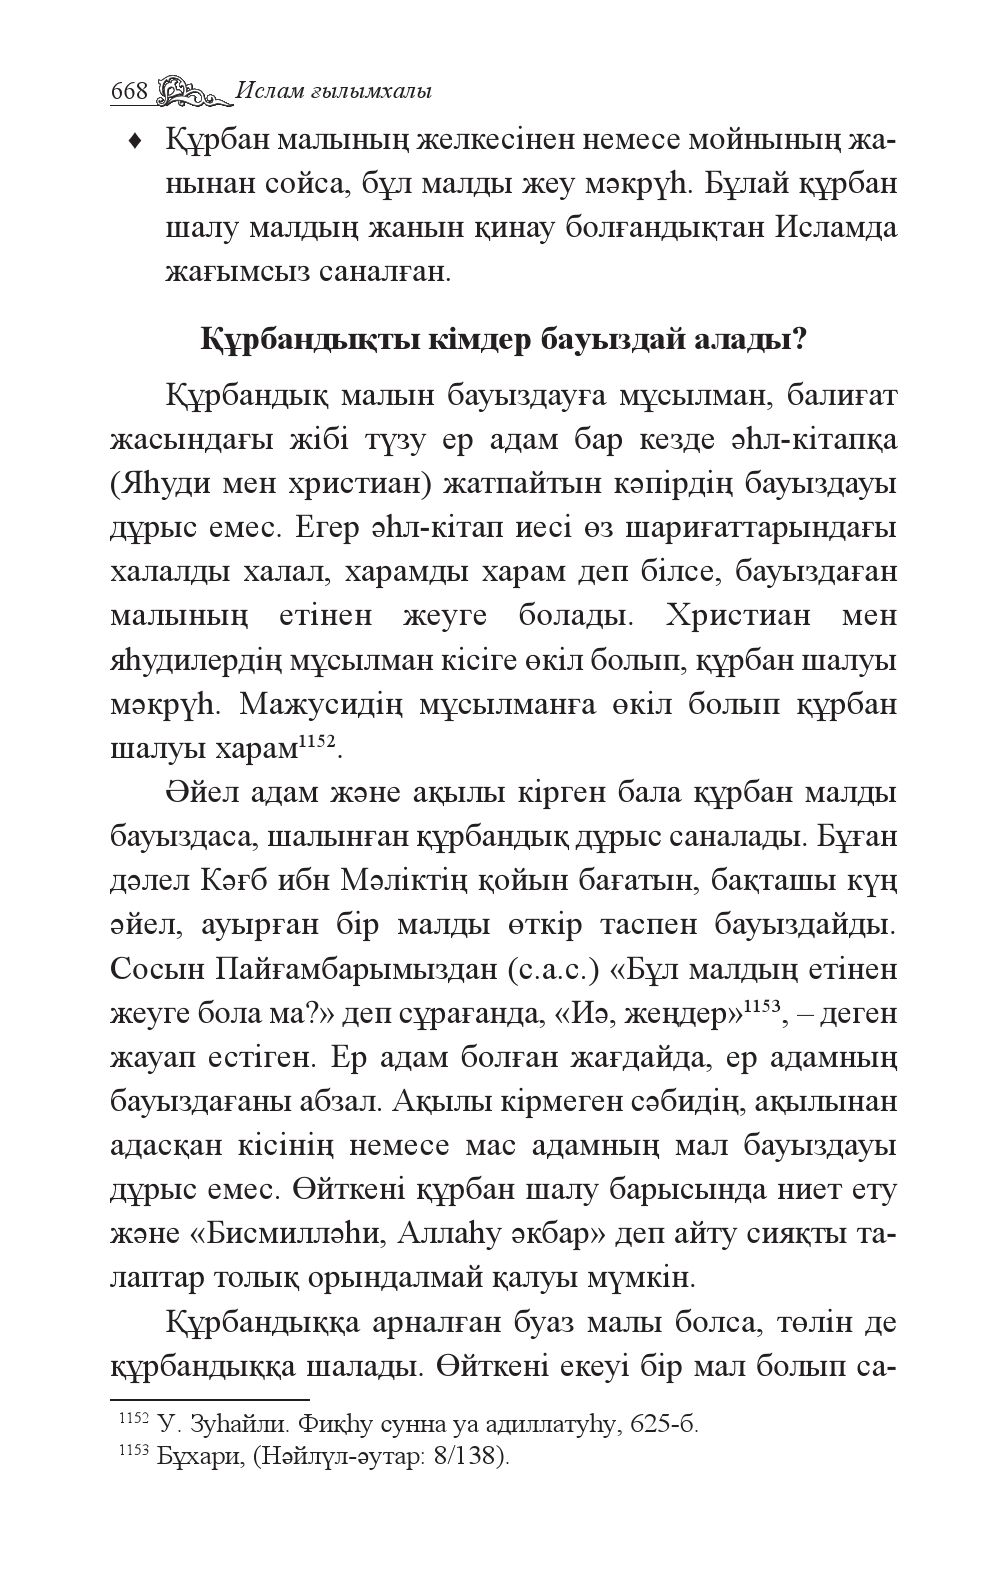 668 Ислам ғылымхалы
♦ Құрбан малының желкесінен немесе мойнының жа-
нынан сойса, бұл малды жеу мәкрүһ. Бұлай құрбан
шалу малдың жанын қинау болғандықтан Исламда
жағымсыз саналған.
Құрбандықты кімдер бауыздай алады?
Құрбандық малын бауыздауға мұсылман, балиғат
жасындағы жібі түзу ер адам бар кезде әһл-кітапқа
(Яһуди мен христиан) жатпайтын кәпірдің бауыздауы
дұрыс емес. Егер әһл-кітап иесі өз шариғаттарындағы
халалды халал, харамды харам деп білсе, бауыздаған
малының етінен жеуге болады. Христиан мен
яһудилердің мұсылман кісіге өкіл болып, құрбан шалуы
мәкрүһ. Мажусидің мұсылманға өкіл болып құрбан
шалуы харам¹¹⁵².
Әйел адам және ақылы кірген бала құрбан малды
бауыздаса, шалынған құрбандық дұрыс саналады. Бұған
дәлел Кәғб ибн Мәліктің қойын бағатын, бақташы күң
әйел, ауырған бір малды өткір таспен бауыздайды.
Сосын Пайғамбарымыздан (с.а.с.) «Бұл малдың етінен
жеуге бола ма?» деп сұрағанда, «Иә, жеңдер»¹¹⁵³, – деген
жауап естіген. Ер адам болған жағдайда, ер адамның
бауыздағаны абзал. Ақылы кірмеген сәбидің, ақылынан
адасқан кісінің немесе мас адамның мал бауыздауы
дұрыс емес. Өйткені құрбан шалу барысында ниет ету
және «Бисмилләһи, Аллаһу әкбар» деп айту сияқты та-
лаптар толық орындалмай қалуы мүмкін.
Құрбандыққа арналған буаз малы болса, төлін де
құрбандыққа шалады. Өйткені екеуі бір мал болып са-
¹¹⁵² У. Зуһайли. Фиқһу сунна уа адиллатуһу, 625-б.
¹¹⁵³ Бұхари, (Нәйлүл-әутар: 8/138).